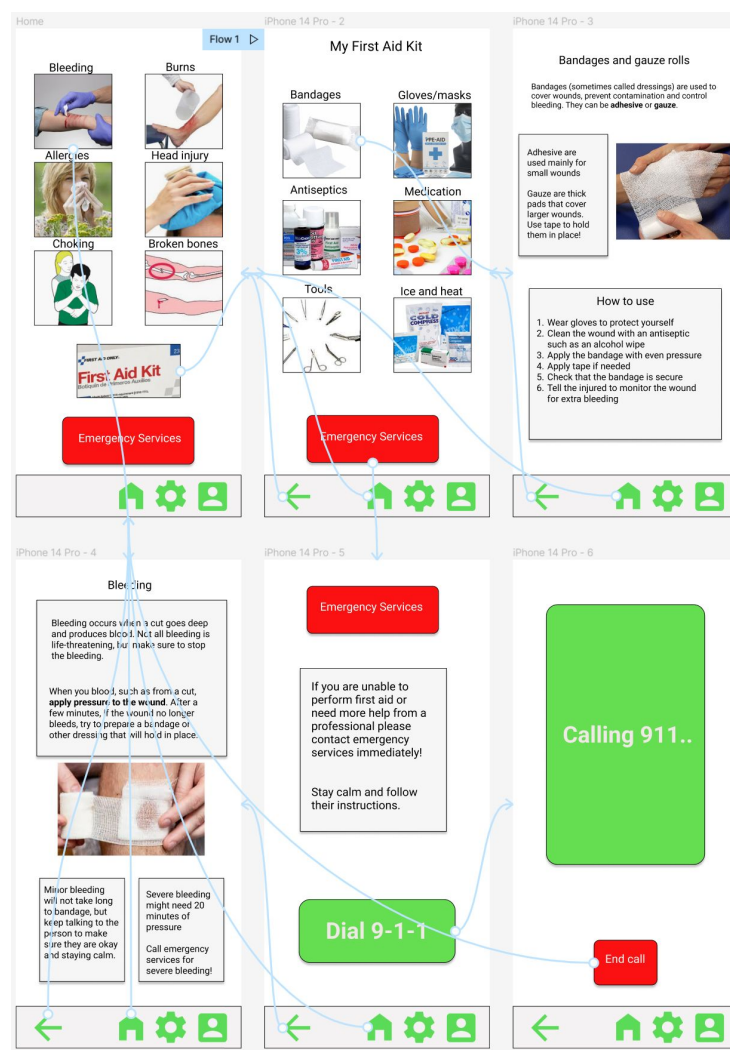 Home
Flow 1
Bleeding
Burns
Allergies
Head injury
Choking
Broken bones
FIRST AID ONLY
First Aid Kit
Emergency Services
iPhone 14 Pro - 2
My First Aid Kit
Bandages
Gloves/masks
PPE-AID
Antiseptics
Medication
3%
Tools
Ice and heat
COLD
COMPRESS
Emergency Services
iPhone 14 Pro - 3
Bandages and gauze rolls
Bandages (sometimes called dressings) are used to
cover wounds, prevent contamination and control
bleeding. They can be adhesive or gauze.
Adhesive are
used mainly for
small wounds
Gauze are thick
pads that cover
larger wounds.
Use tape to hold
them in place!
How to use
1. Wear gloves to protect yourself
2. Clean the wound with an antiseptic
such as an alcohol wipe
3. Apply the bandage with even pressure
4. Apply tape if needed
5. Check that the bandage is secure
6. Tell the injured to monitor the wound
for extra bleeding
iPhone 14 Pro - 4
Bleeding
Bleeding occurs when a cut goes deep
and produces blood. Not all bleeding is
life-threatening, but make sure to stop
the bleeding.
When you blood, such as from a cut,
apply pressure to the wound. After a
few minutes, if the wound no longer
bleeds, try to prepare a bandage or
other dressing that will hold in place.
Minor bleeding
will not take long
to bandage, but
keep talking to the
person to make
sure they are okay
and staying calm.
Severe bleeding
might need 20
minutes of
pressure
Call emergency
services for
severe bleeding!
iPhone 14 Pro - 5
Emergency Services
If you are unable to
perform first aid or
need more help from a
professional please
contact emergency
services immediately!
Stay calm and follow
their instructions.
Dial 9-1-1
iPhone 14 Pro - 6
Calling 911..
End call